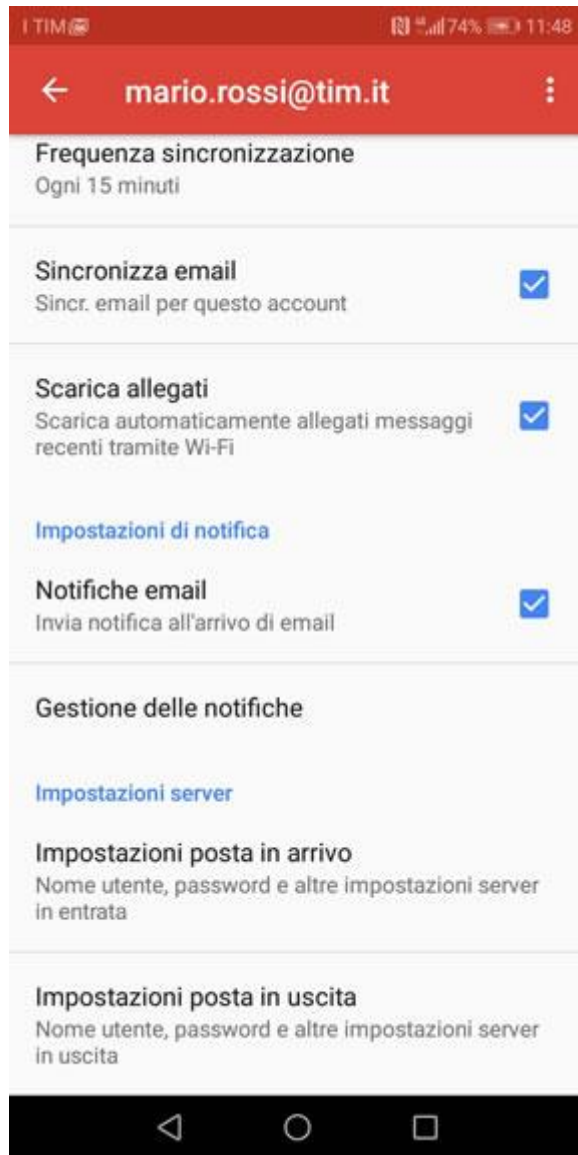 I TIM
74% 11:48
mario.rossi@tim.it
Frequenza sincronizzazione
Ogni 15 minuti
Sincronizza email
Sincr. email per questo account
Scarica allegati
Scarica automaticamente allegati messaggi
recenti tramite Wi-Fi
Impostazioni di notifica
Notifiche email
Invia notifica all'arrivo di email
Gestione delle notifiche
Impostazioni server
Impostazioni posta in arrivo
Nome utente, password e altre impostazioni server
in entrata
Impostazioni posta in uscita
Nome utente, password e altre impostazioni server
in uscita